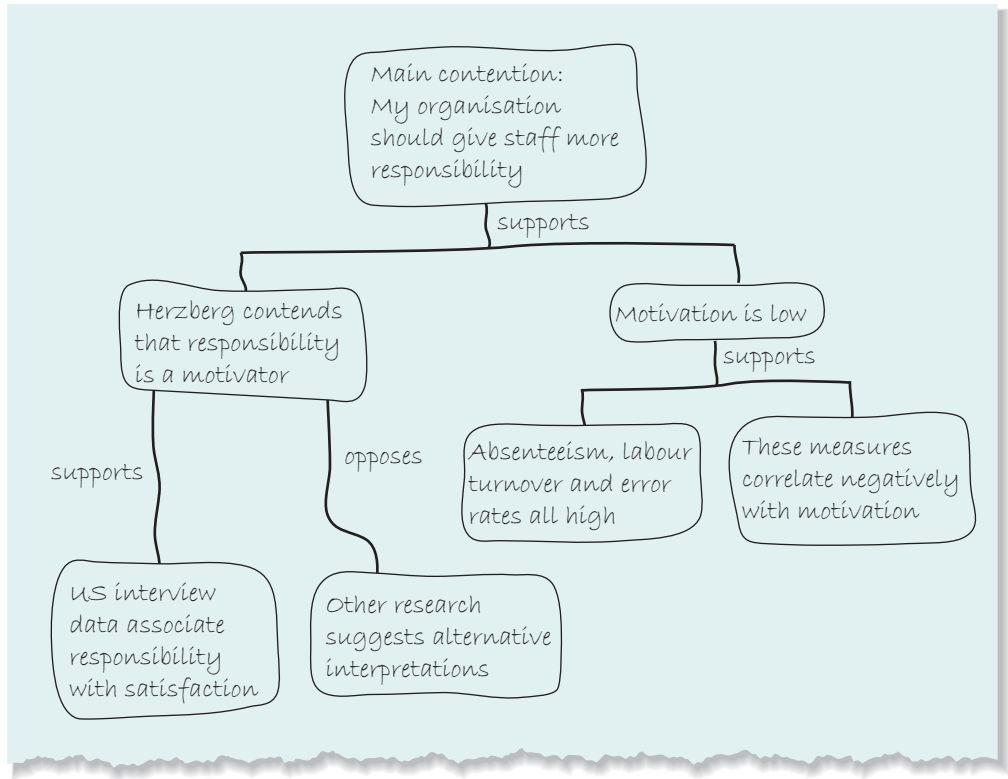 Main contention:
My organisation
should give staff more
responsibility
supports
Herzberg contends
that responsibility
is a motivator
Motivation is low
supports
supports
opposes
Absenteeism, labour
turnover and error
rates all high
These measures
correlate negatively
with motivation
US interview
data associate
responsibility
with satisfaction
Other research
suggests alternative
interpretations